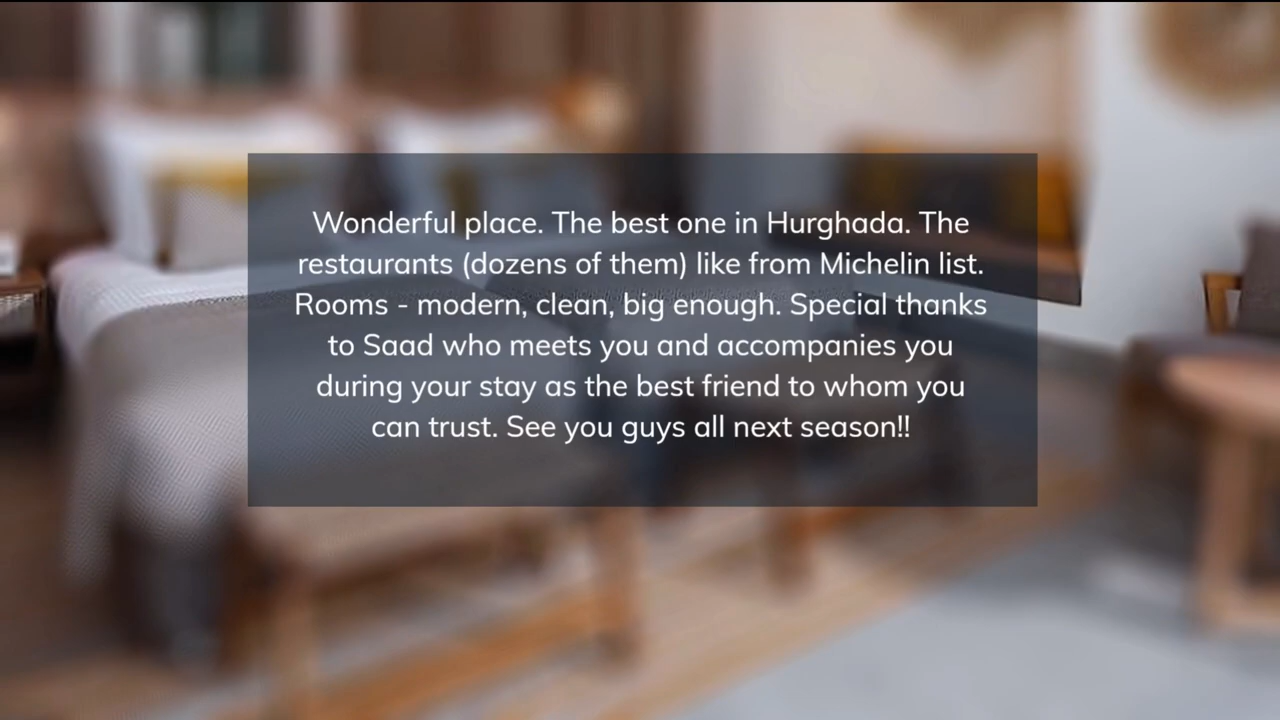 Wonderful place. The best one in Hurghada. The
restaurants (dozens of them) like from Michelin list.
Rooms - modern, clean, big enough. Special thanks
to Saad who meets you and accompanies you
during your stay as the best friend to whom you
can trust. See you guys all next season!!